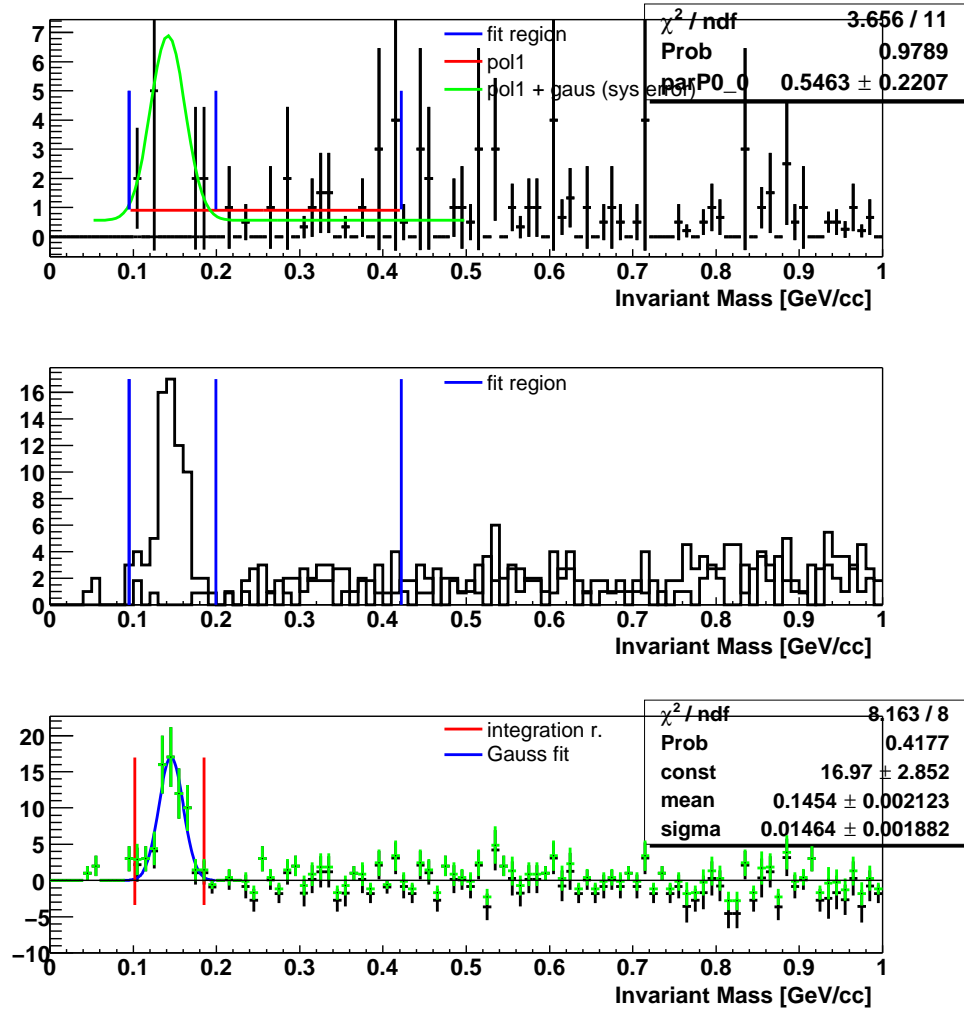 χ² / ndf 3.656 / 11
Prob 0.9789
parP0_0 0.5463 ± 0.2207
fit region
pol1
pol1 + gaus (sys error)
7
6
5
4
3
2
1
0
0 0.1 0.2 0.3 0.4 0.5 0.6 0.7 0.8 0.9 1
Invariant Mass [GeV/cc]
fit region
16
14
12
10
8
6
4
2
0
0 0.1 0.2 0.3 0.4 0.5 0.6 0.7 0.8 0.9 1
Invariant Mass [GeV/cc]
χ² / ndf 8.163 / 8
Prob 0.4177
const 16.97 ± 2.852
mean 0.1454 ± 0.002123
sigma 0.01464 ± 0.001882
integration r.
Gauss fit
20
15
10
5
0
−5
−10
0 0.1 0.2 0.3 0.4 0.5 0.6 0.7 0.8 0.9 1
Invariant Mass [GeV/cc]